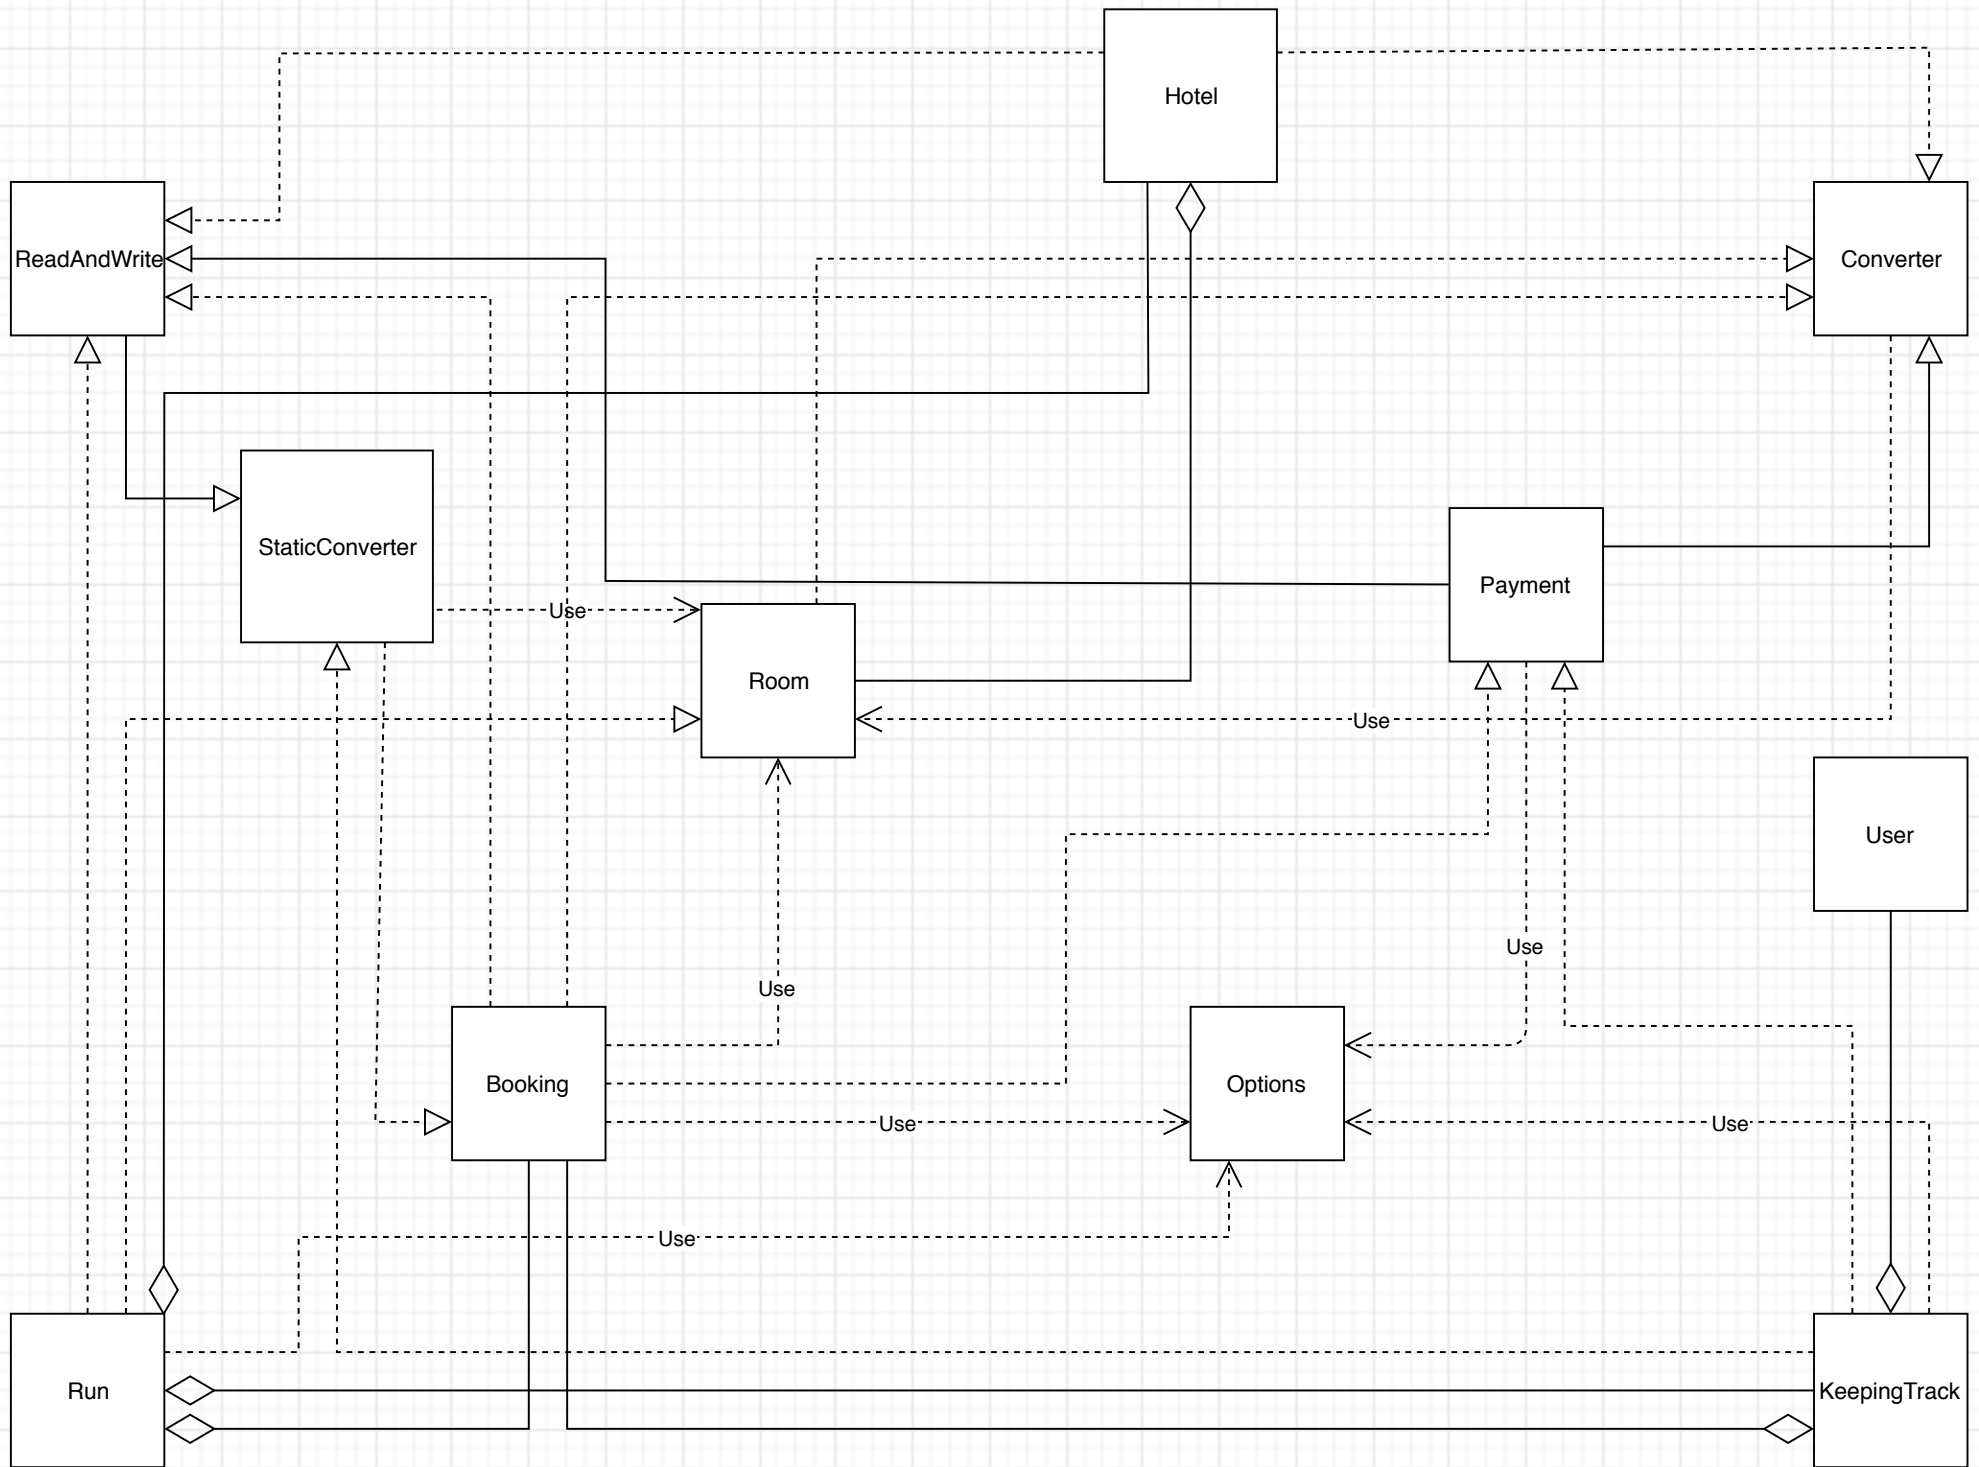 Hotel
ReadAndWrite
Converter
StaticConverter
Payment
Use
Room
Use
User
Use
Use
Booking
Options
Use
Use
Use
Run
KeepingTrack